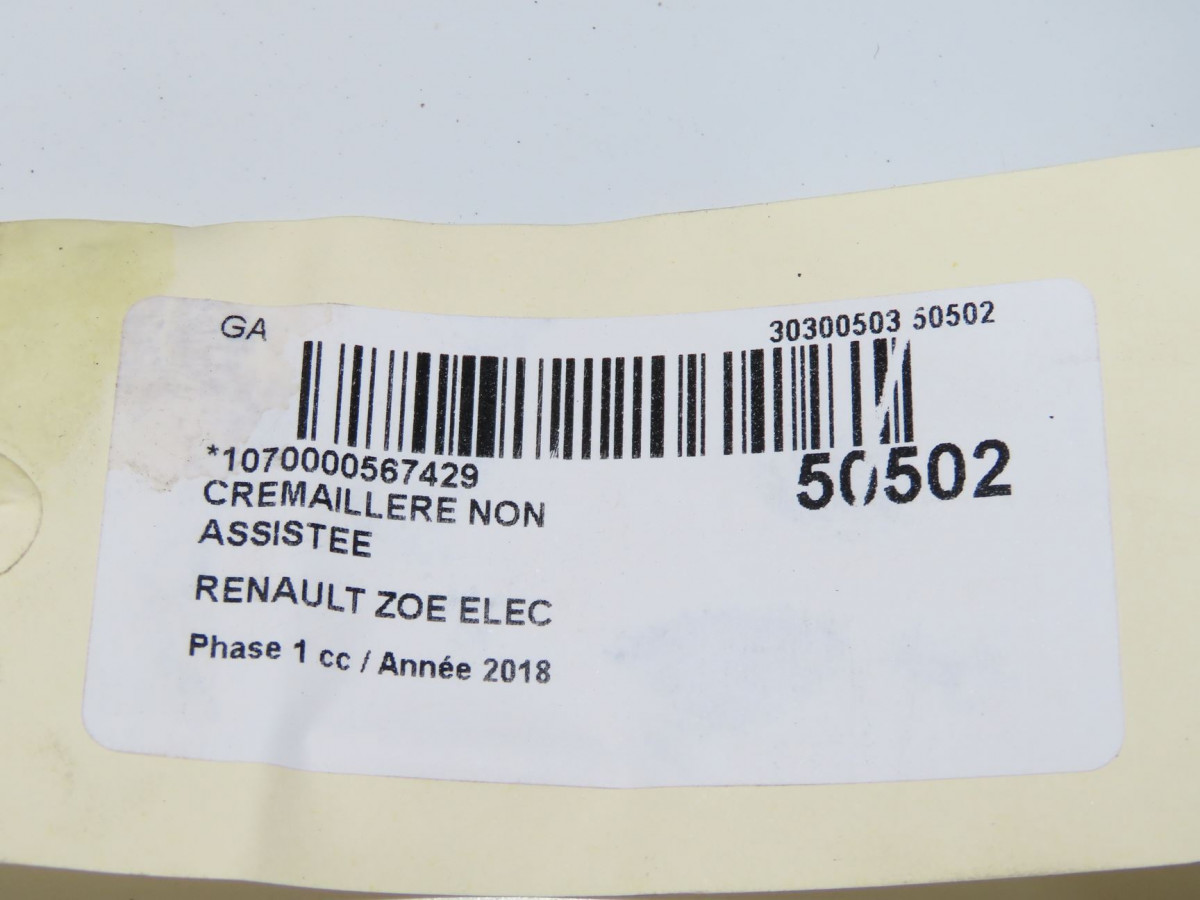 GA
30300503 50502
*1070000567429
50502
CREMAILLERE NON
ASSISTEE
RENAULT ZOE ELEC
Phase 1 cc / Année 2018